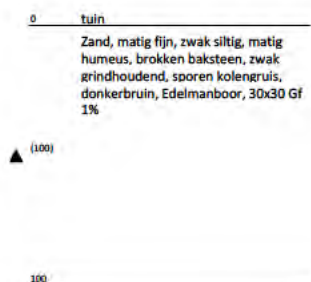 0 tuin
Zand, matig fijn, zwak siltig, matig
humeus, brokken baksteen, zwak
grindhoudend, sporen kolengruis,
donkerbruin, Edelmanboor, 30x30 Gf
1%
(100)
100